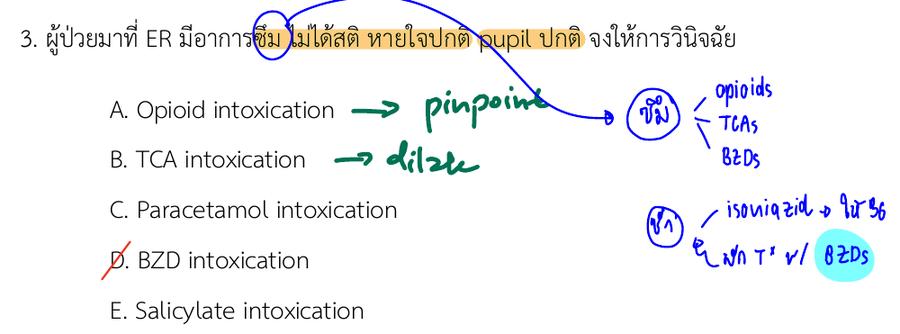 3. ผู้ป่วยมาที่ ER มีอาการซึม ไม่ได้สติ หายใจปกติ pupil ปกติ จงให้การวินิจฉัย
A. Opioid intoxication → pinpoint
B. TCA intoxication → dilate
C. Paracetamol intoxication
D. BZD intoxication
E. Salicylate intoxication
ซึม
opioids
TCAs
BZDs
ชัก
isoniazid → ให้ B6
T× w/ BZDs